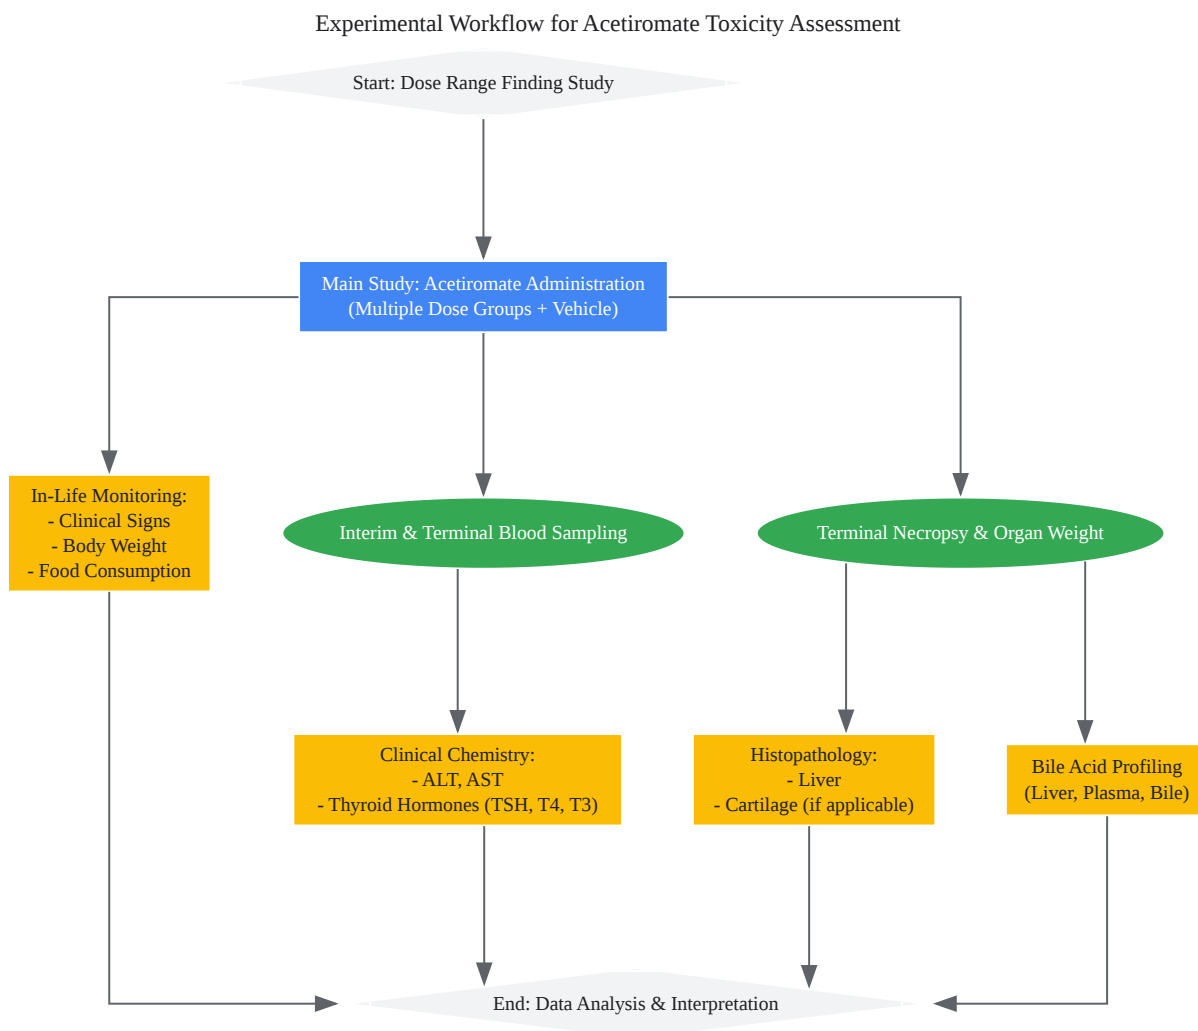 Experimental Workflow for Acetiromate Toxicity Assessment
Start: Dose Range Finding Study
Main Study: Acetiromate Administration
(Multiple Dose Groups + Vehicle)
In-Life Monitoring:
- Clinical Signs
- Body Weight
- Food Consumption
Interim & Terminal Blood Sampling
Terminal Necropsy & Organ Weight
Clinical Chemistry:
- ALT, AST
- Thyroid Hormones (TSH, T4, T3)
Histopathology:
- Liver
- Cartilage (if applicable)
Bile Acid Profiling
(Liver, Plasma, Bile)
End: Data Analysis & Interpretation